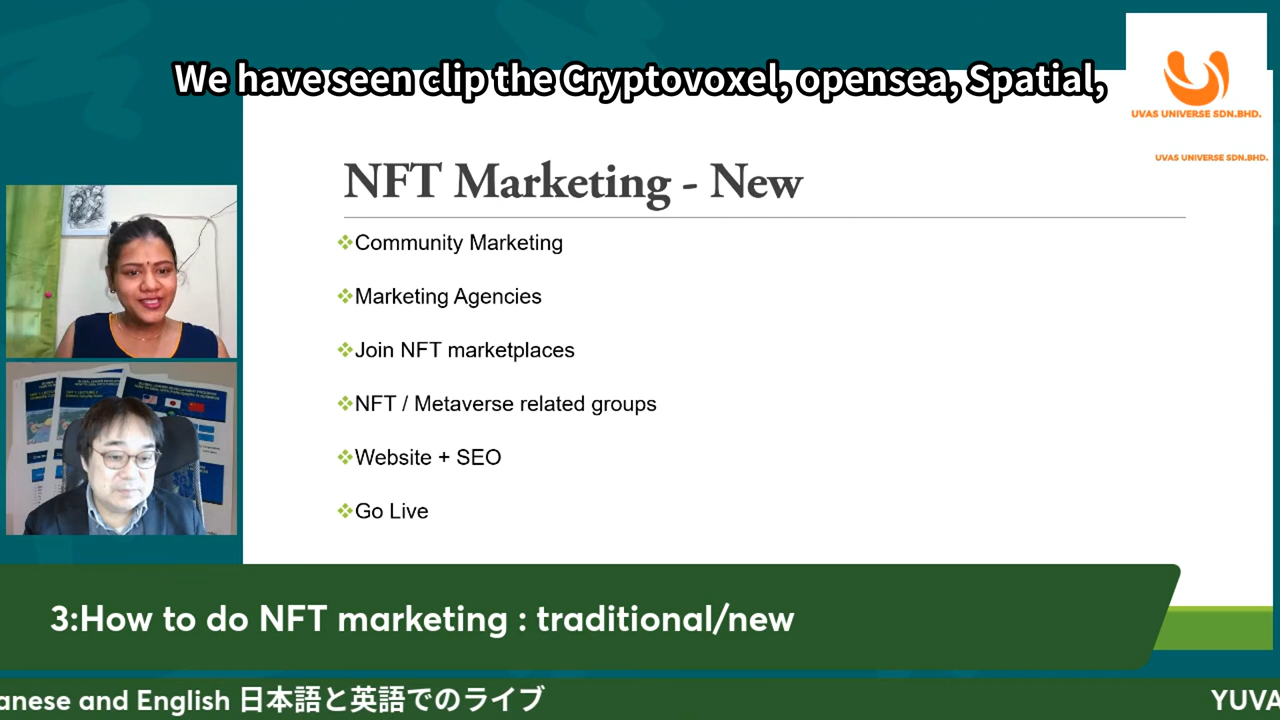 We have seen clip the Cryptovoxel, opensea, Spatial,
UVAS UNIVERSE SDN.BHD.
UVAS UNIVERSE SDN.BHD.
NFT Marketing - New
Community Marketing
Marketing Agencies
Join NFT marketplaces
NFT / Metaverse related groups
Website + SEO
Go Live
3:How to do NFT marketing : traditional/new
anese and English 日本語と英語でのライブ
YUVA